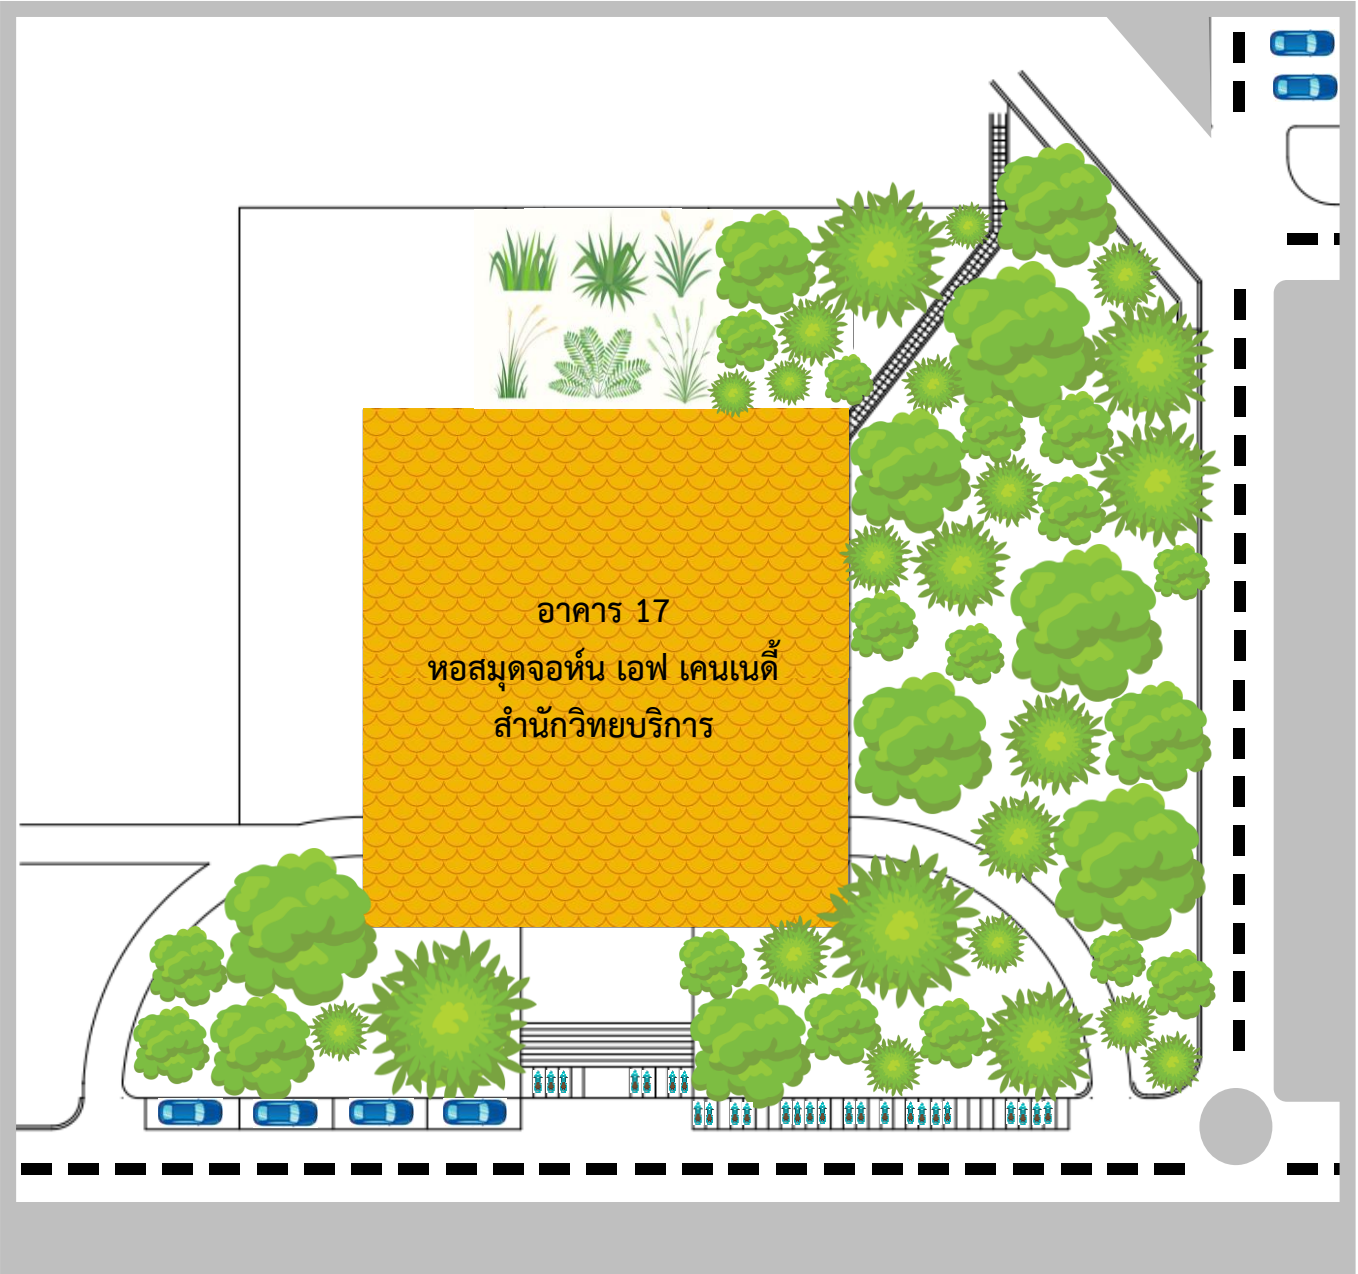 อาคาร 17
หอสมุดจอห์น เอฟ เคนเนดี้
สำนักวิทยบริการ